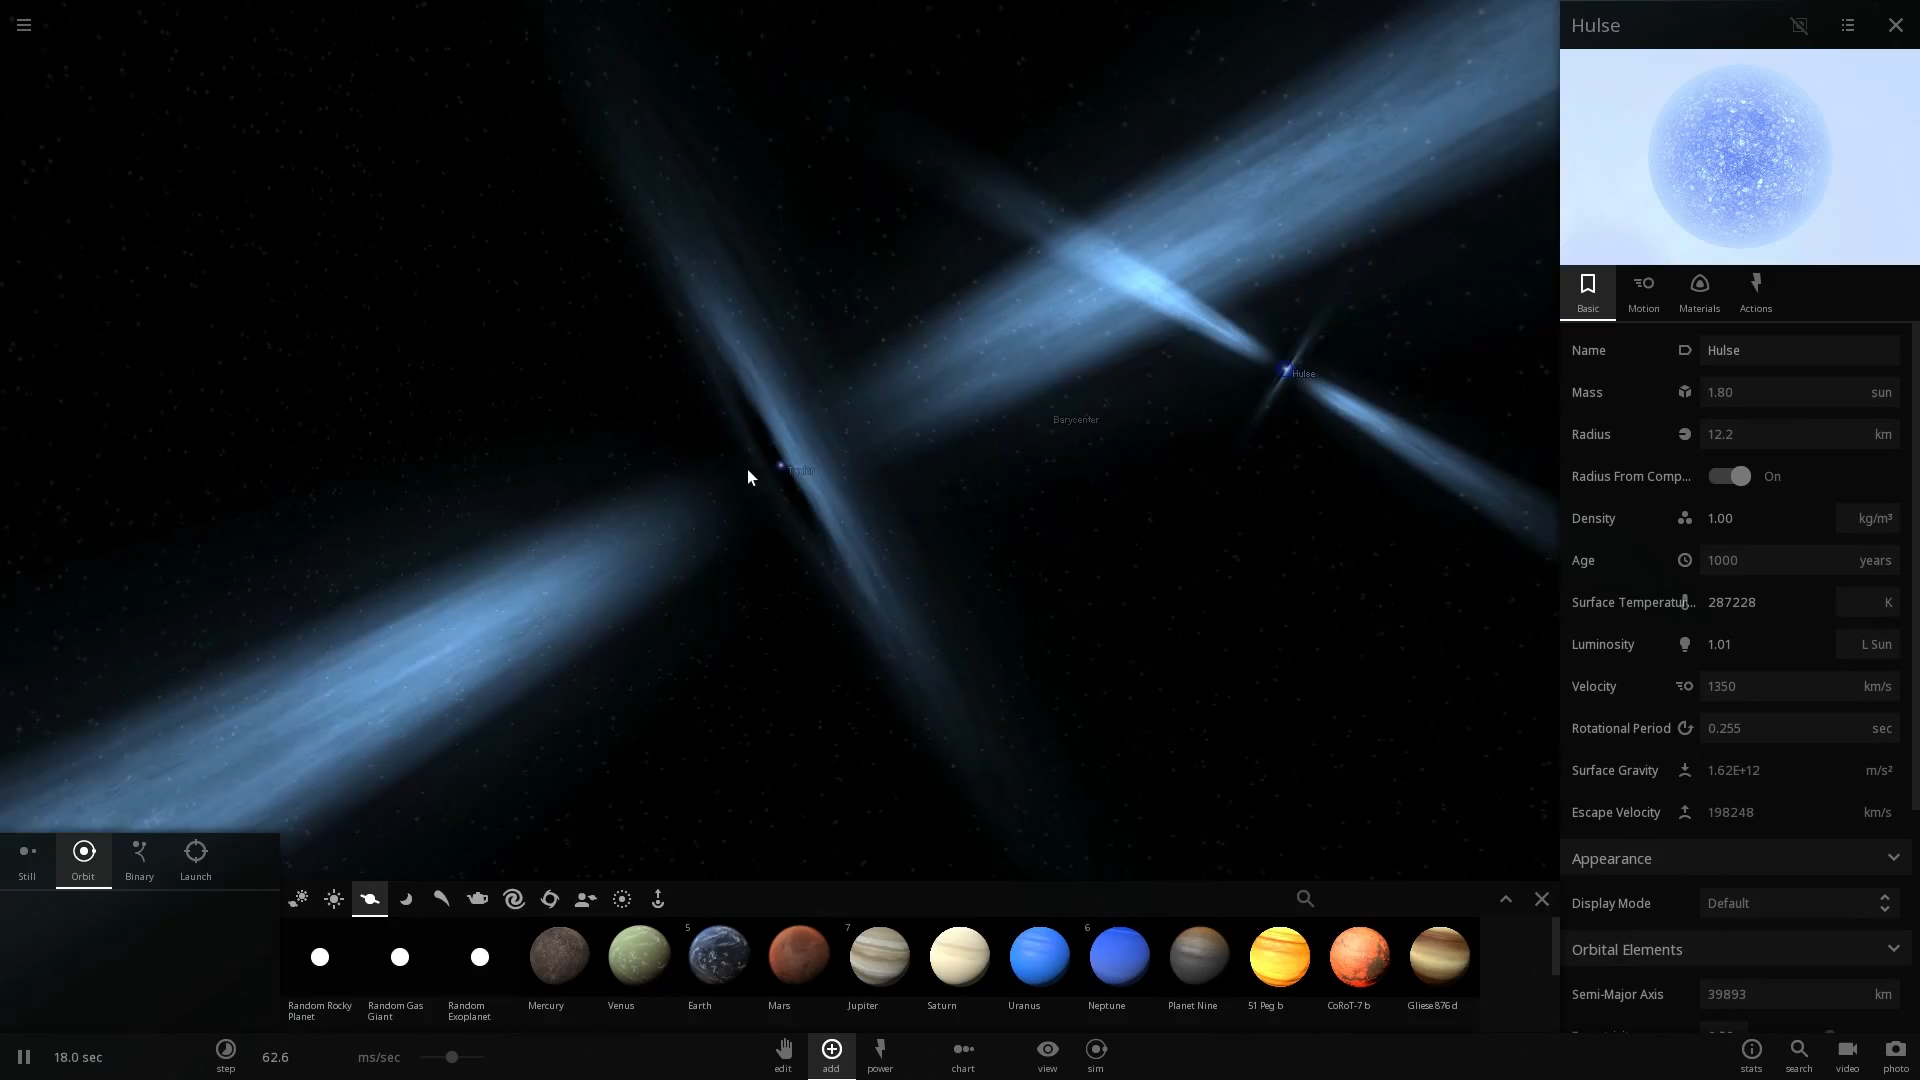 Hulse
Hulse
Barycenter
Taylor
Basic Motion Materials Actions
Name Hulse
Mass 1.80 sun
Radius 12.2 km
Radius From Comp... On
Density 1.00 kg/m³
Age 1000 years
Surface Temperatur... 287228 K
Luminosity 1.01 L Sun
Velocity 1350 km/s
Rotational Period 0.255 sec
Surface Gravity 1.62E+12 m/s²
Escape Velocity 198248 km/s
Appearance
Display Mode Default
Orbital Elements
Semi-Major Axis 39893 km
Still Orbit Binary Launch
5 7 6
Random Rocky Planet
Random Gas Giant
Random Exoplanet
Mercury Venus Earth Mars Jupiter Saturn Uranus Neptune Planet Nine 51 Peg b CoRoT-7 b Gliese 876 d
18.0 sec step 62.6 ms/sec edit add power chart view sim stats search video photo